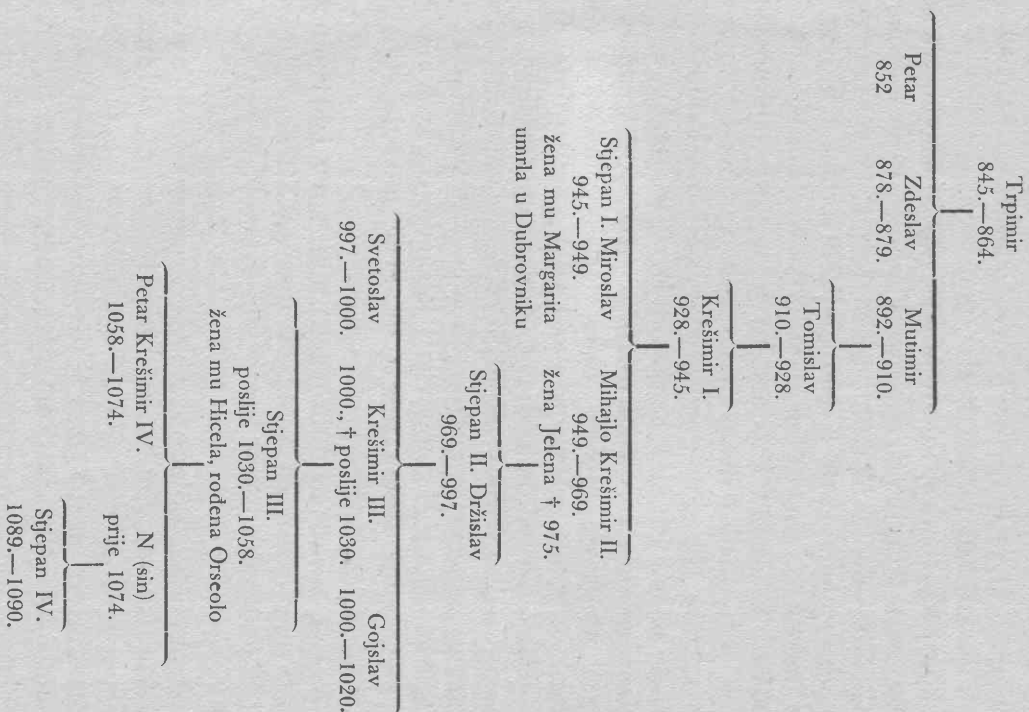 Trpimir
845.—864.
Petar Zdeslav Mutimir
852 878.—879. 892.—910.
Tomislav
910.—928.
Krešimir I.
928.—945.
Stjepan I. Miroslav Mihajlo Krešimir II.
945.—949. 949.—969.
žena mu Margarita žena Jelena † 975.
umrla u Dubrovniku
Stjepan II. Držislav
969.—997.
Svetoslav Krešimir III. Gojslav
997.—1000. 1000., † poslije 1030. 1000.—1020.
Stjepan III.
poslije 1030.—1058.
žena mu Hicela, rođena Orseolo
Petar Krešimir IV. N (sin)
1058.—1074. prije 1074.
Stjepan IV.
1089.—1090.